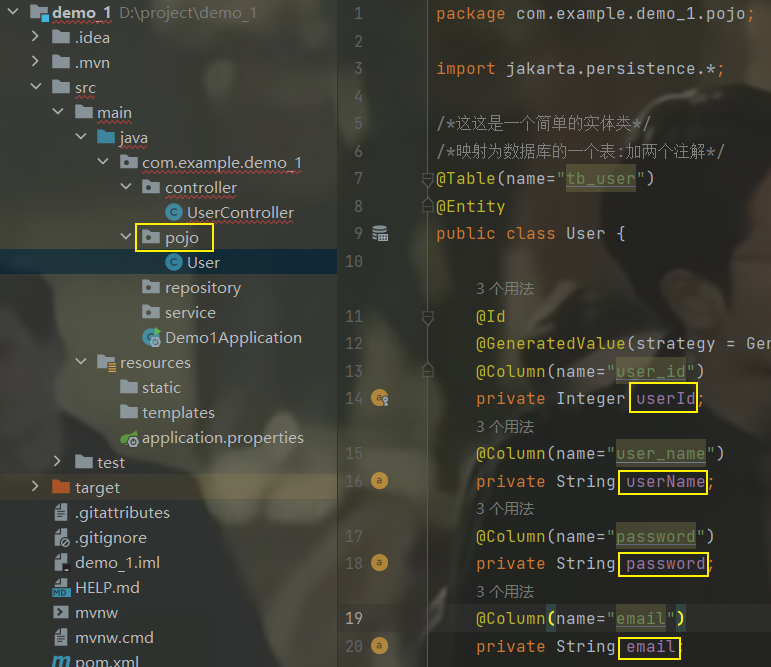 demo_1 D:\project\demo_1
.idea
.mvn
src
main
java
com.example.demo_1
controller
UserController
pojo
User
repository
service
Demo1Application
resources
static
templates
application.properties
test
target
.gitattributes
.gitignore
demo_1.iml
HELP.md
mvnw
mvnw.cmd
pom.xml
1 package com.example.demo_1.pojo;
2
3 import jakarta.persistence.*;
4
5 /*这这是一个简单的实体类*/
6 /*映射为数据库的一个表:加两个注解*/
7 @Table(name="tb_user")
8 @Entity
9 public class User {
10
3 个用法
11 @Id
12 @GeneratedValue(strategy = Gen
13 @Column(name="user_id")
14 private Integer userId;
3 个用法
15 @Column(name="user_name")
16 private String userName;
3 个用法
17 @Column(name="password")
18 private String password;
3 个用法
19 @Column(name="email")
20 private String email;